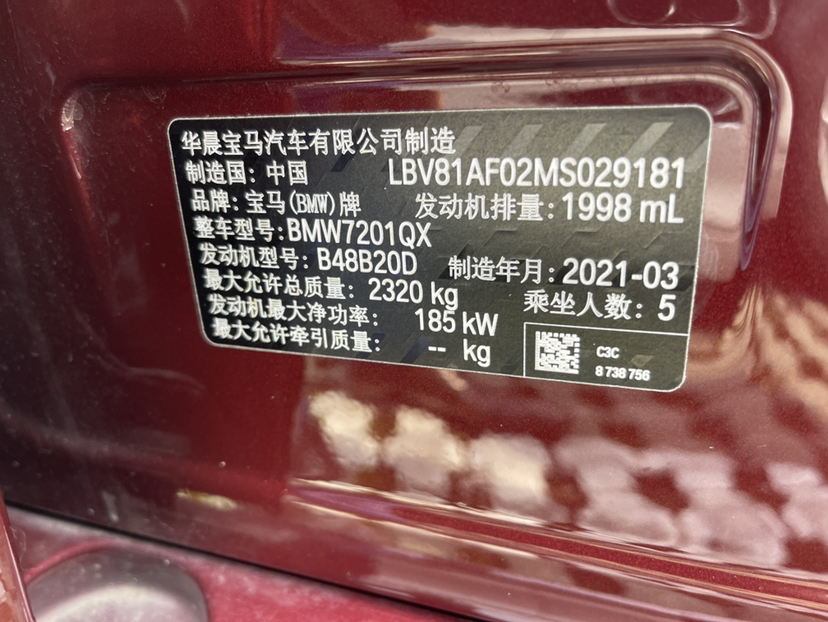 华晨宝马汽车有限公司制造
制造国：中国 LBV81AF02MS029181
品牌：宝马(BMW)牌 发动机排量：1998 mL
整车型号：BMW7201QX
发动机型号：B48B20D 制造年月：2021-03
最大允许总质量：2320 kg 乘坐人数：5
发动机最大净功率：185 kW
最大允许牵引质量：-- kg
C3C
8 738 756